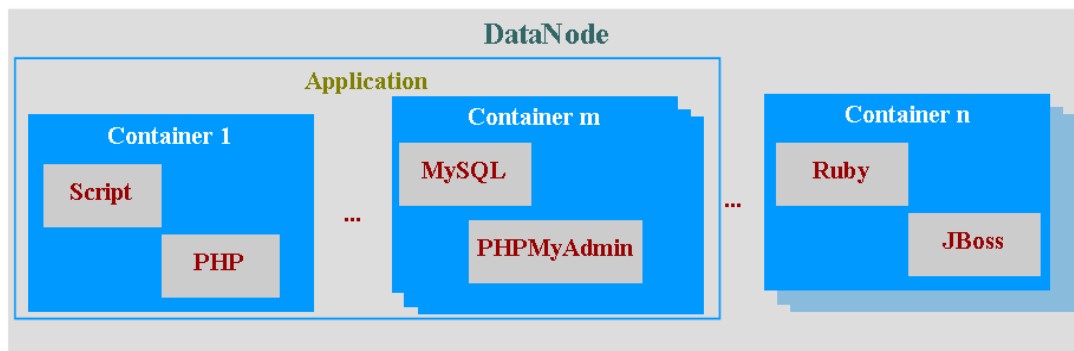 DataNode
Application
Container 1
Script
PHP
...
Container m
MySQL
PHPMyAdmin
...
Container n
Ruby
JBoss